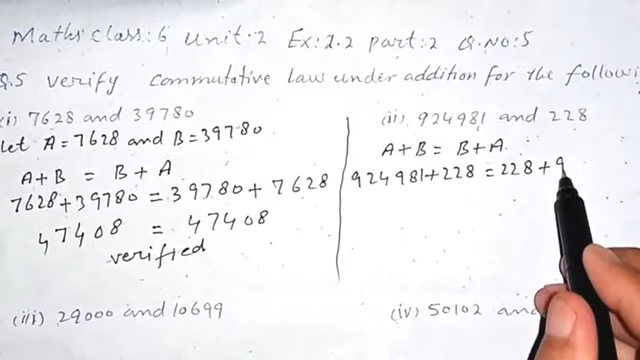 Maths Class:6 Unit.2 Ex:2.2 part:2 Q.No:5
Q.5 verify commutative law under addition for the followi
(i) 7628 and 39780
Let A=7628 and B=39780
A+B = B+A
7628+39780 = 39780+7628
47408 = 47408
verified
(ii) 924981 and 228
A+B = B+A.
924981+228 = 228+9
(iii) 29000 and 10699
(iv) 50102 and